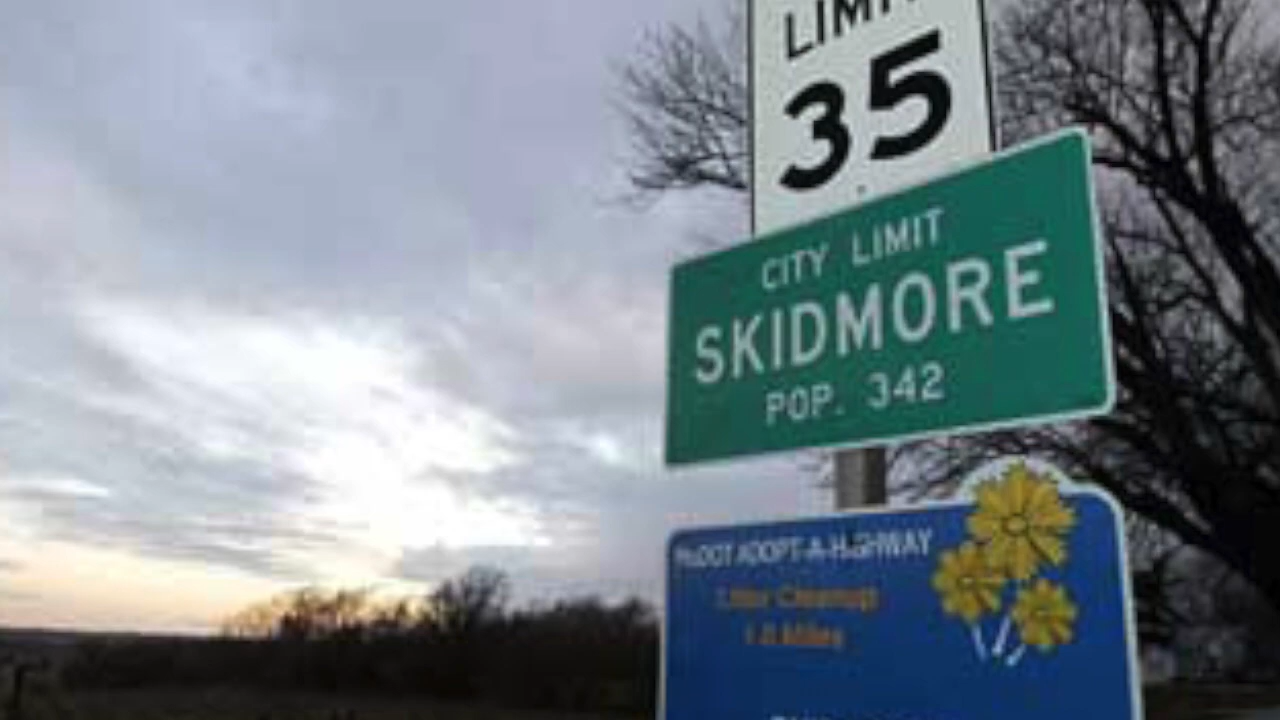 LIMIT
35
CITY LIMIT
SKIDMORE
POP. 342
MoDOT ADOPT-A-HIGHWAY
Litter Cleanup
1.0 Miles